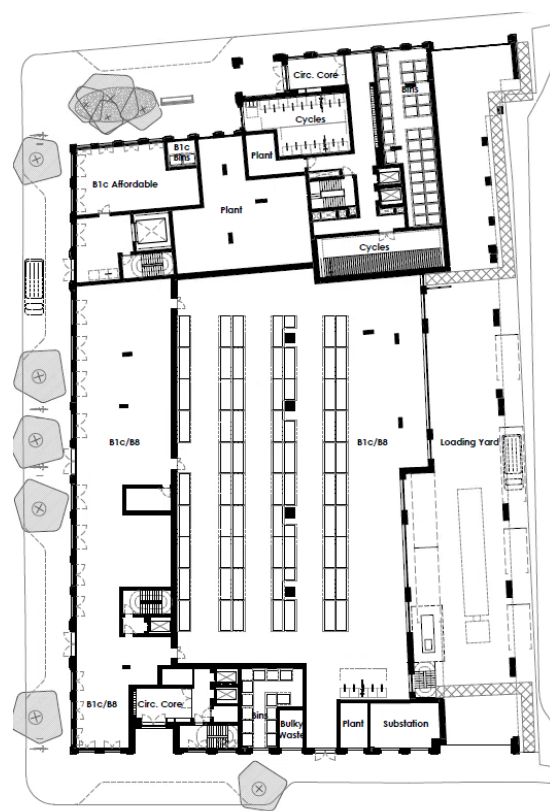 Circ. Core
Bins
Cycles
B1c
Bins
Plant
B1c Affordable
Plant
Cycles
B1c/B8
B1c/B8
Loading Yard
B1c/B8
Circ. Core
Bins
Bulky
Waste
Plant
Substation